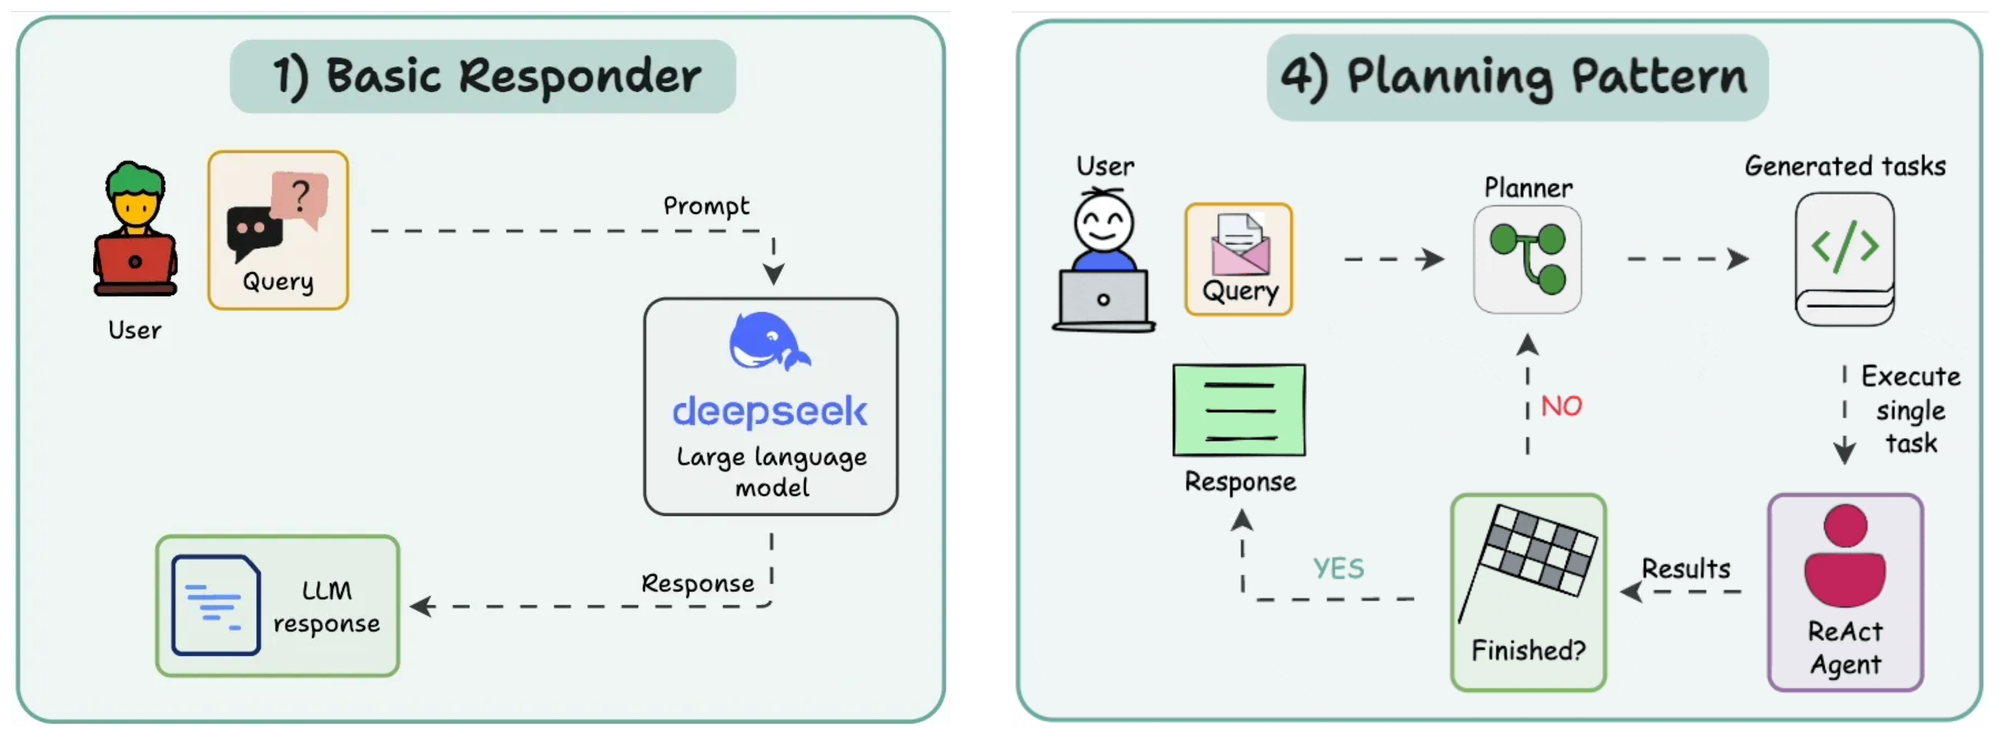 1) Basic Responder
Query
User
Prompt
deepseek
Large language
model
Response
LLM
response
4) Planning Pattern
User
Query
Planner
Generated tasks
Execute
single
task
NO
Response
YES
Finished?
Results
ReAct
Agent
?